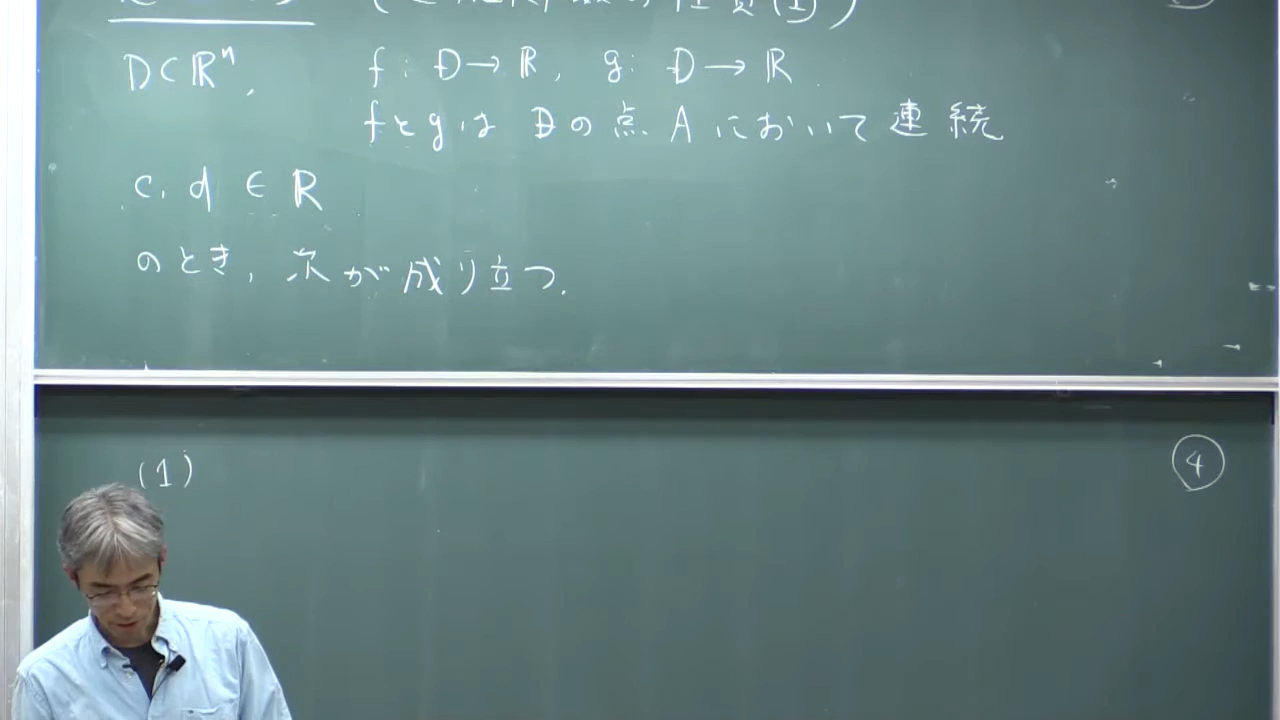 D⊂ℝⁿ, f: D→ℝ, g: D→ℝ
fとgは Dの点 A において 連続
c, d ∈ ℝ
のとき, 次が成り立つ.
(1)
4